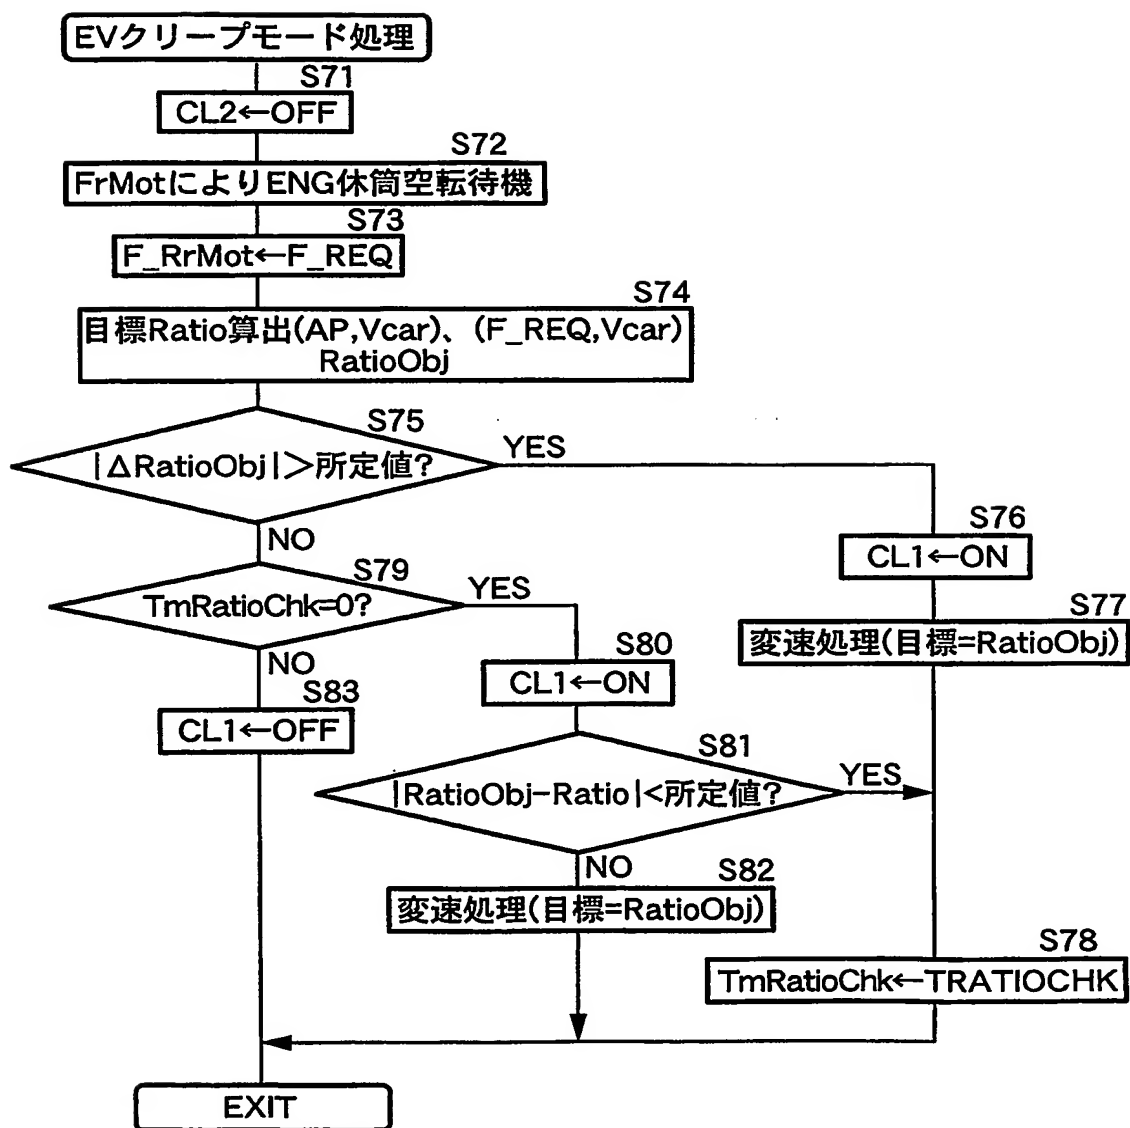 EVクリープモード処理
S71
CL2←OFF
S72
FrMotによりENG休筒空転待機
S73
F_RrMot←F_REQ
S74
目標Ratio算出(AP,Vcar)、(F_REQ,Vcar)
RatioObj
S75
|ΔRatioObj|>所定値?
YES
NO
S76
CL1←ON
S77
変速処理(目標=RatioObj)
S79
TmRatioChk=0?
YES
NO
S80
CL1←ON
S83
CL1←OFF
S81
|RatioObj-Ratio|<所定値?
YES
NO
S82
変速処理(目標=RatioObj)
S78
TmRatioChk←TRATIOCHK
EXIT